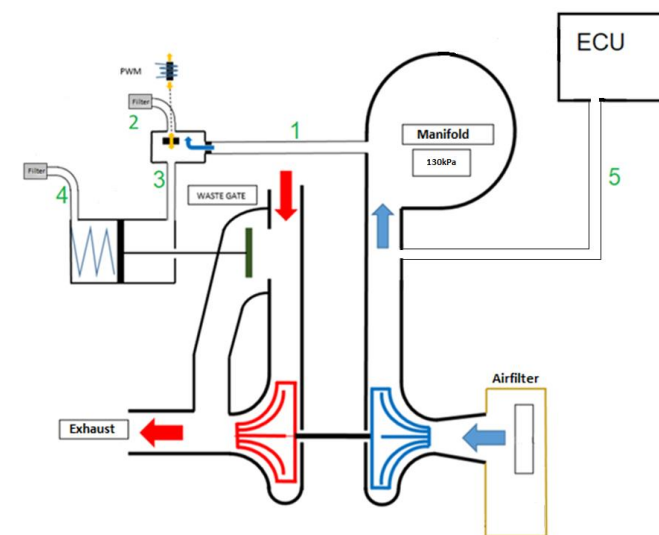 ECU
PWM
Filter
2
1
Manifold
130kPa
Filter
3
4
5
WASTE GATE
Airfilter
Exhaust